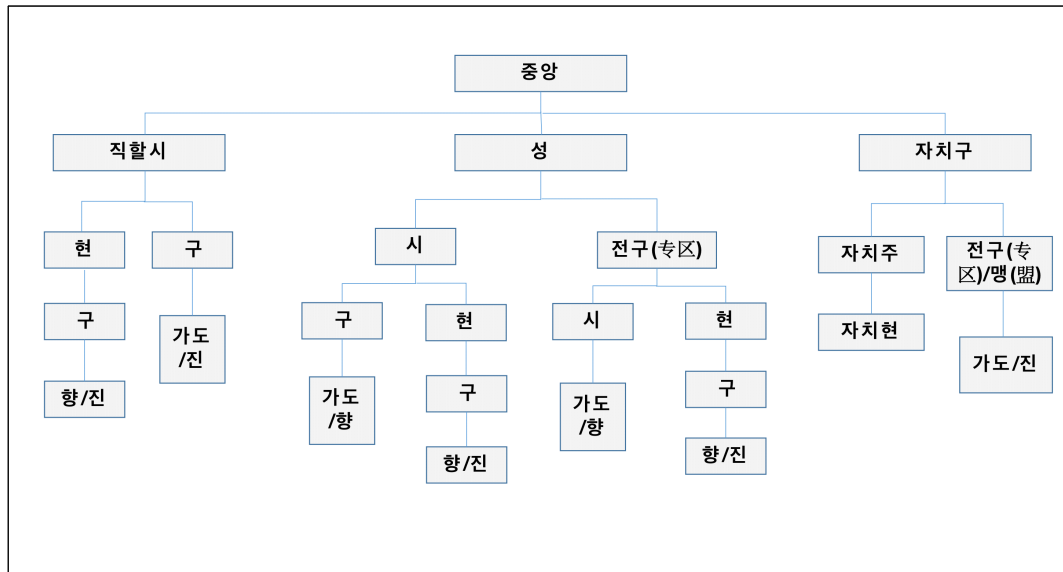 중앙
직할시
성
자치구
현
구
시
전구(专区)
자치주
전구(专
区)/맹(盟)
구
가도
/진
구
현
시
현
자치현
가도/진
향/진
가도
/향
구
가도
/향
구
향/진
향/진